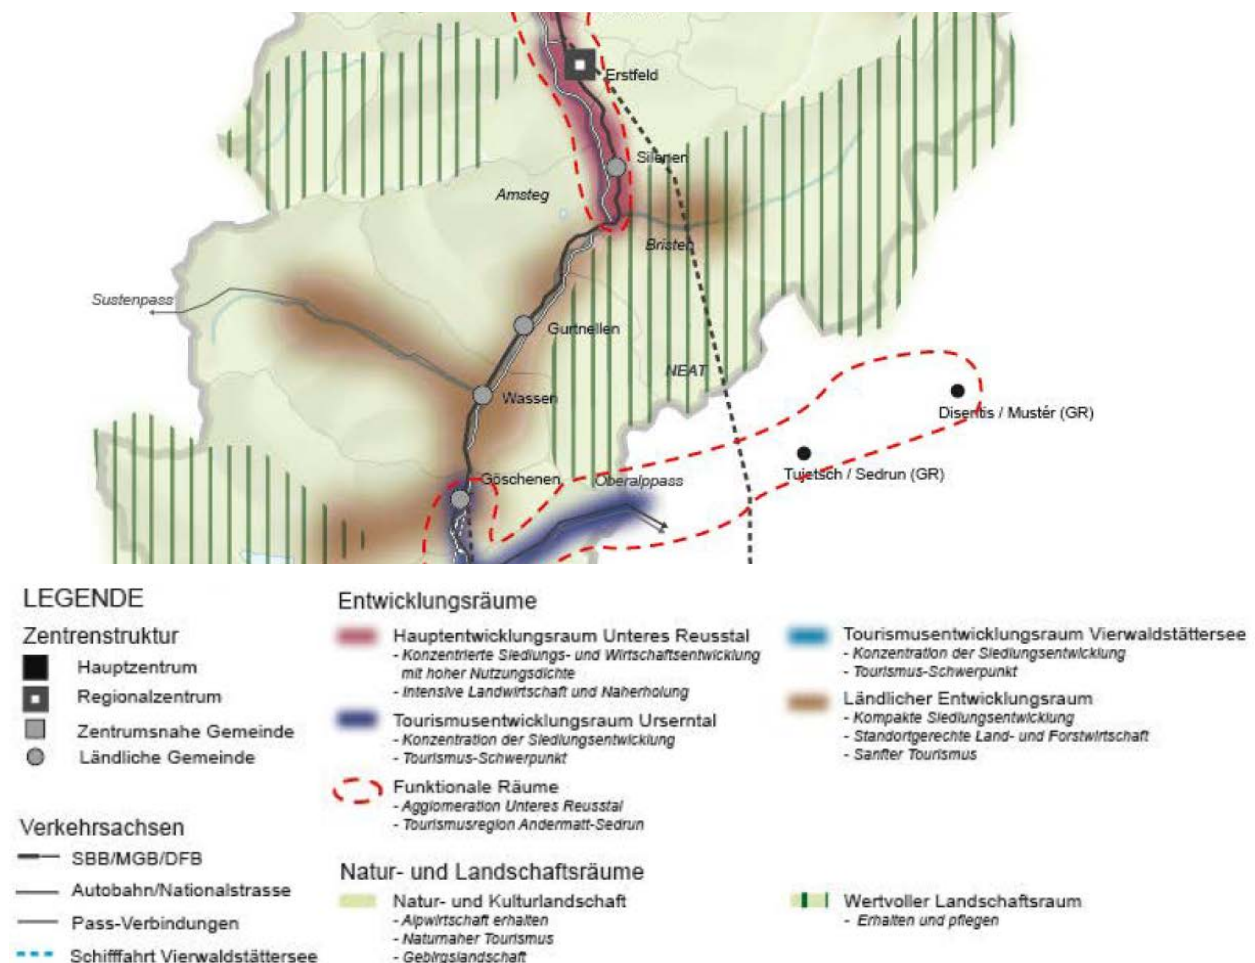 Erstfeld
Silenen
Amsteg
Bristen
Sustenpass
Gurtnellen
NEAT
Wassen
Disentis / Mustér (GR)
Göschenen
Oberalppass
Tujetsch / Sedrun (GR)
LEGENDE
Zentrenstruktur
Hauptzentrum
Regionalzentrum
Zentrumsnahe Gemeinde
Ländliche Gemeinde
Verkehrsachsen
SBB/MGB/DFB
Autobahn/Nationalstrasse
Pass-Verbindungen
Schifffahrt Vierwaldstättersee
Entwicklungsräume
Hauptentwicklungsraum Unteres Reusstal
- Konzentrierte Siedlungs- und Wirtschaftsentwicklung
mit hoher Nutzungsdichte
- Intensive Landwirtschaft und Naherholung
Tourismusentwicklungsraum Urserntal
- Konzentration der Siedlungsentwicklung
- Tourismus-Schwerpunkt
Funktionale Räume
- Agglomeration Unteres Reusstal
- Tourismusregion Andermatt-Sedrun
Tourismusentwicklungsraum Vierwaldstättersee
- Konzentration der Siedlungsentwicklung
- Tourismus-Schwerpunkt
Ländlicher Entwicklungsraum
- Kompakte Siedlungsentwicklung
- Standortgerechte Land- und Forstwirtschaft
- Sanfter Tourismus
Natur- und Landschaftsräume
Natur- und Kulturlandschaft
- Alpwirtschaft erhalten
- Naturnaher Tourismus
- Gebirgslandschaft
Wertvoller Landschaftsraum
- Erhalten und pflegen